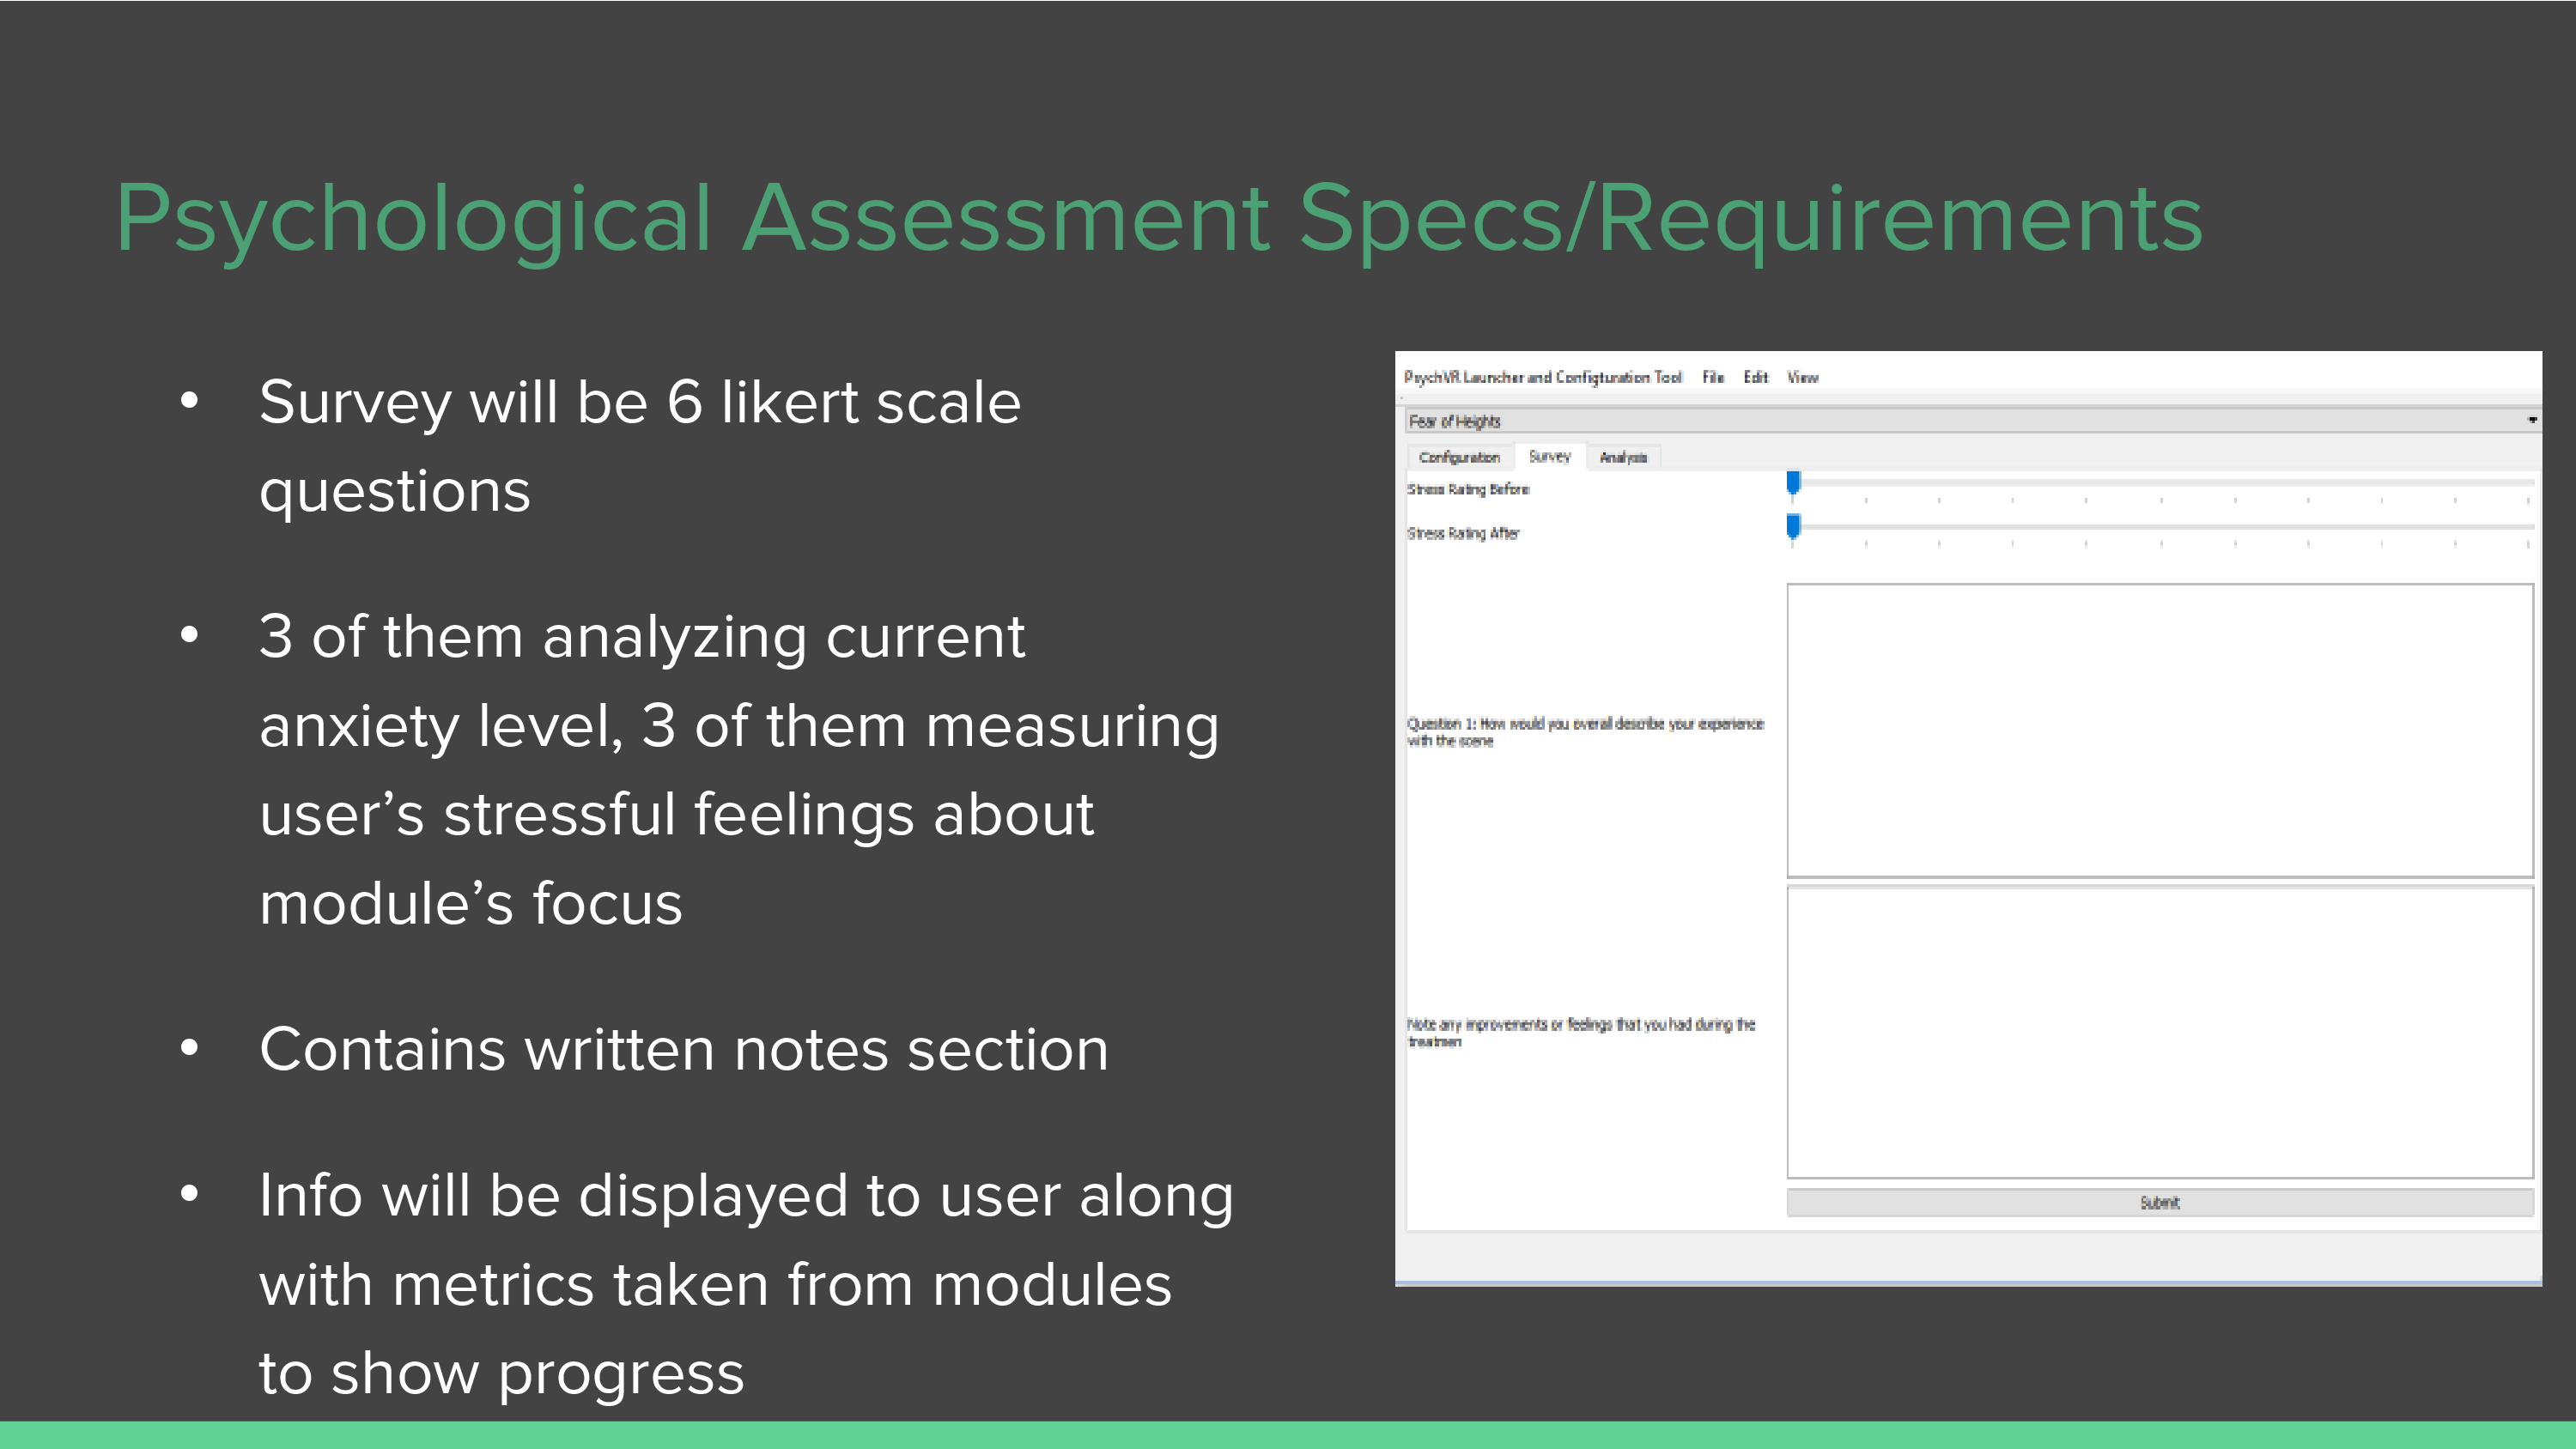 Psychological Assessment Specs/Requirements
• Survey will be 6 likert scale
questions
• 3 of them analyzing current
anxiety level, 3 of them measuring
user’s stressful feelings about
module’s focus
• Contains written notes section
• Info will be displayed to user along
with metrics taken from modules
to show progress
PsychVR Launcher and Configturation Tool File Edit View
Fear of Heights
Configuration Survey Analysis
Stress Rating Before
Stress Rating After
Question 1: How would you overall describe your experience
with the scene
Note any improvements or feelings that you had during the
treatmen
Submit